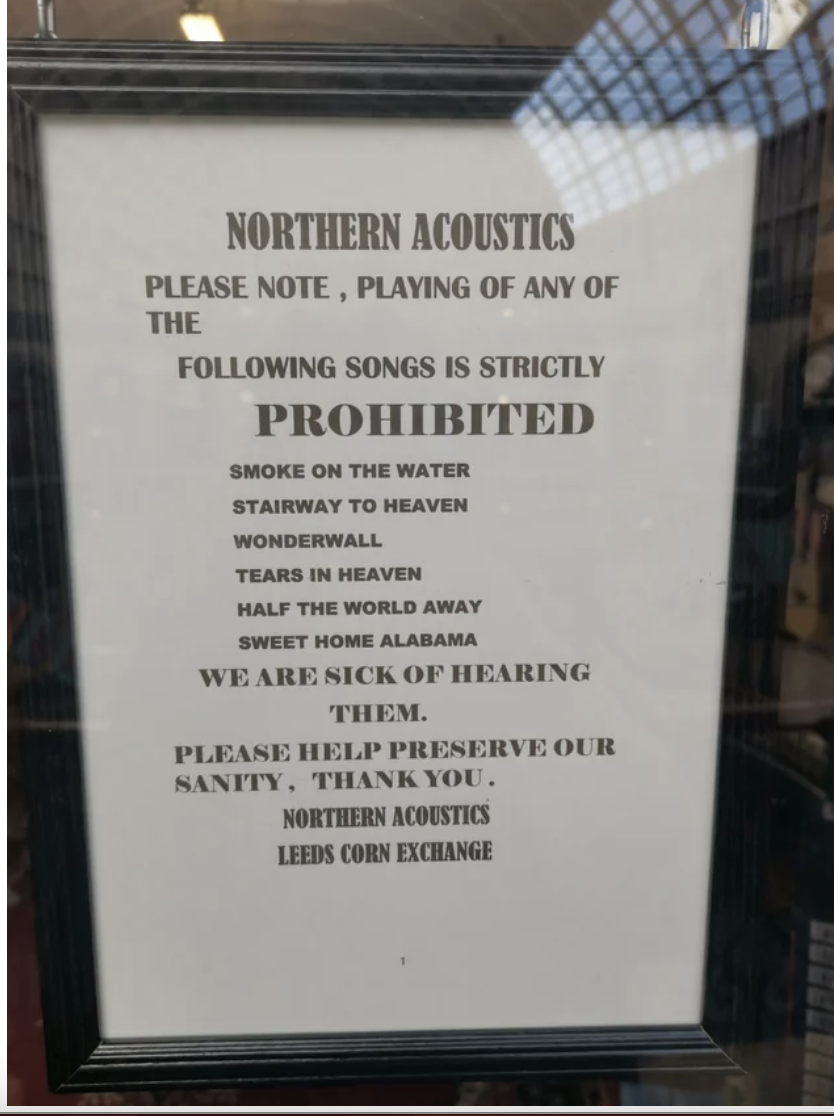 NORTHERN ACOUSTICS
PLEASE NOTE , PLAYING OF ANY OF
THE
FOLLOWING SONGS IS STRICTLY
PROHIBITED
SMOKE ON THE WATER
STAIRWAY TO HEAVEN
WONDERWALL
TEARS IN HEAVEN
HALF THE WORLD AWAY
SWEET HOME ALABAMA
WE ARE SICK OF HEARING
THEM.
PLEASE HELP PRESERVE OUR
SANITY , THANK YOU .
NORTHERN ACOUSTICS
LEEDS CORN EXCHANGE
1